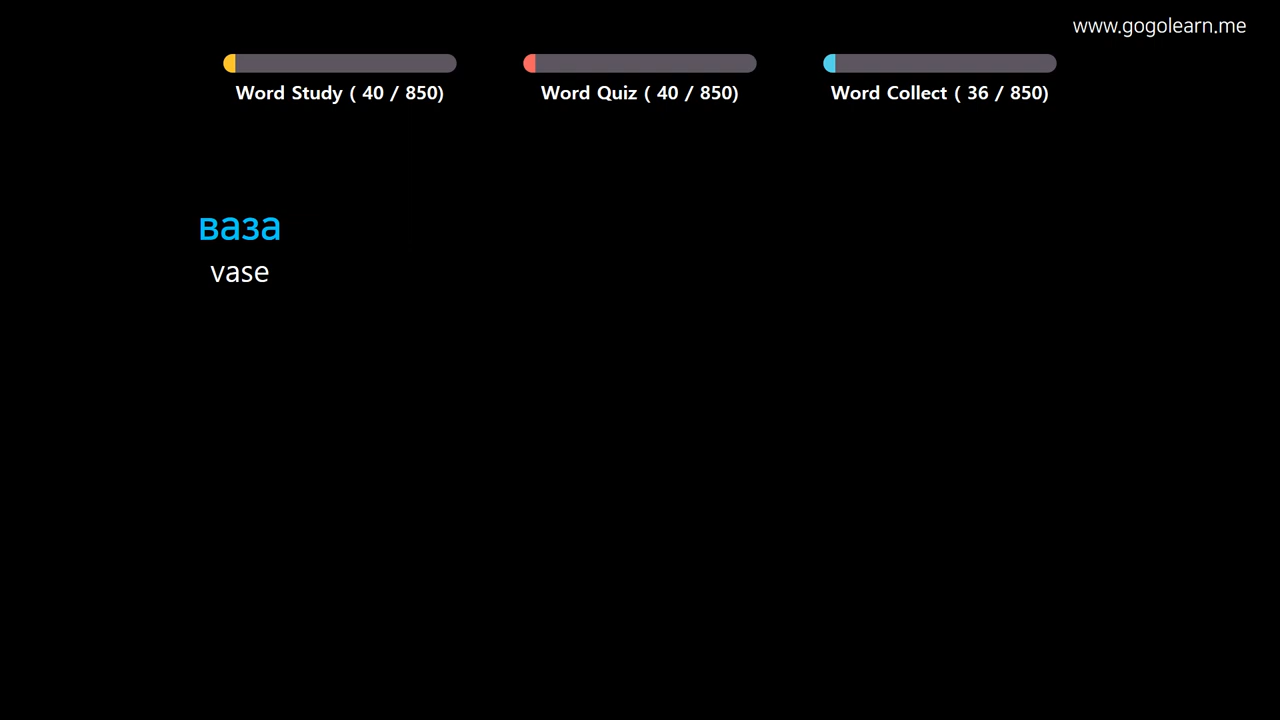 www.gogolearn.me
Word Study ( 40 / 850)
Word Quiz ( 40 / 850)
Word Collect ( 36 / 850)
ваза
vase